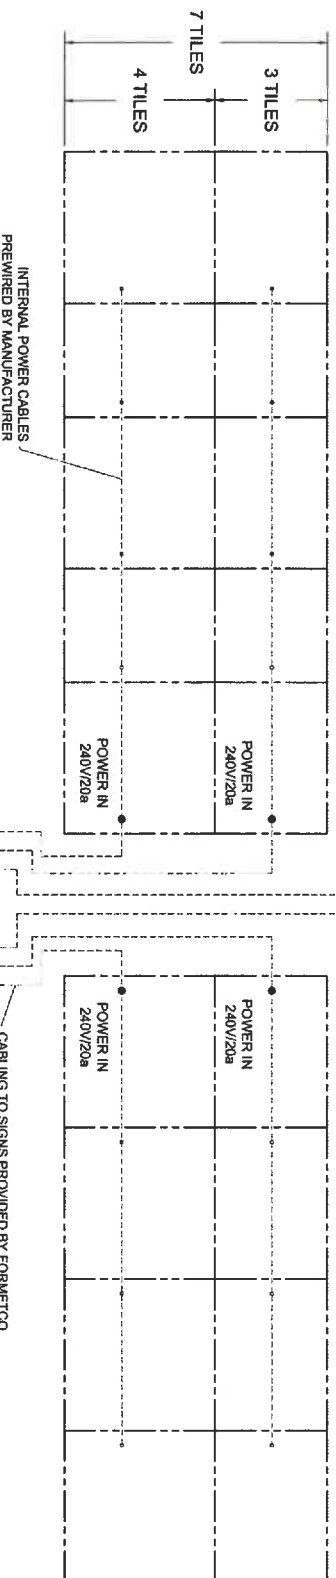 7 TILES
3 TILES
4 TILES
INTERNAL POWER CABLES
PREWIRED BY MANUFACTURER
POWER IN
240V/20a
POWER IN
240V/20a
POWER IN
240V/20a
POWER IN
240V/20a
CABLING TO SIGNS PROVIDED BY FORMETCO